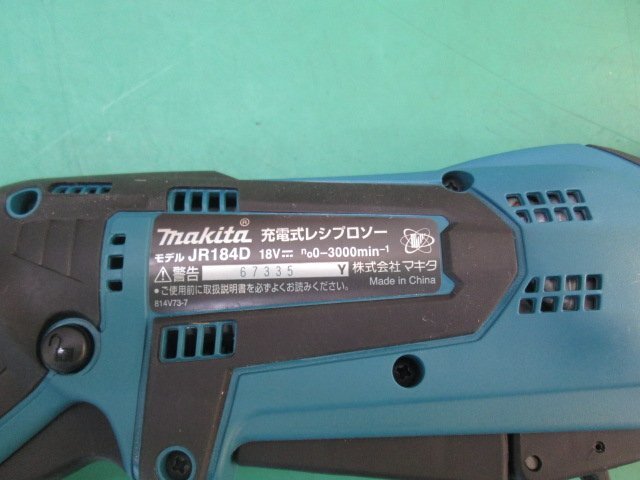 makita® 充電式レシプロソー
モデル JR184D 18V⎓ n₀0-3000min⁻¹
⚠警告 67335 Y 株式会社マキタ
•ご使用前に取扱説明書を必ずよくお読みください。 Made in China
814V73-7